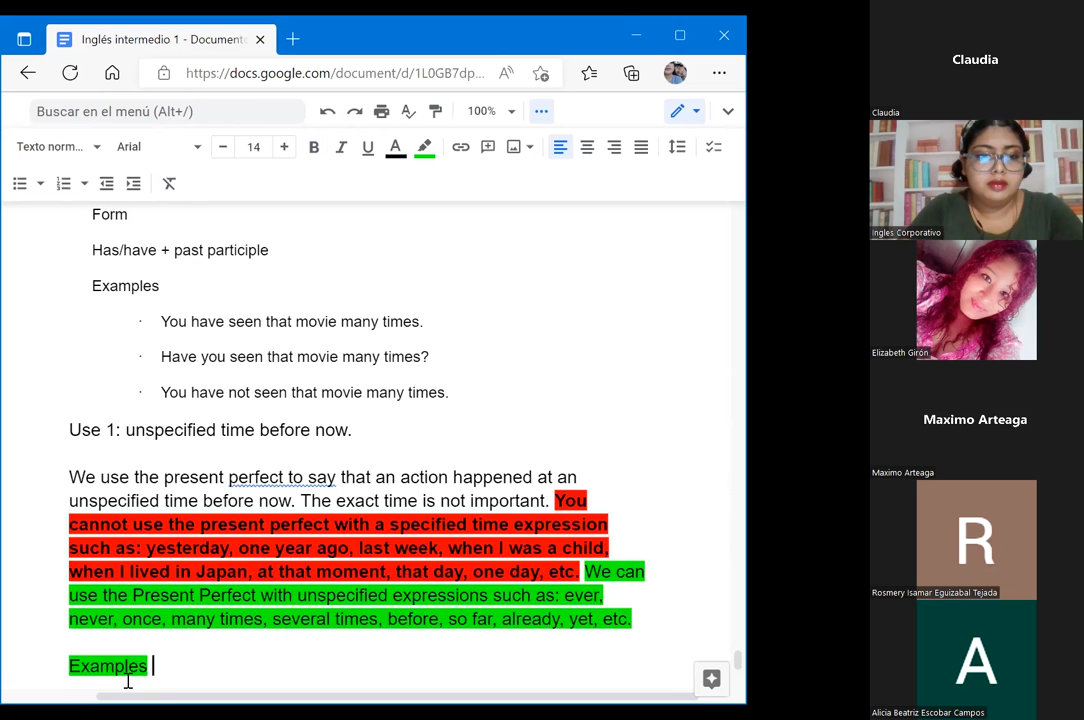 Inglés intermedio 1 - Document
https://docs.google.com/document/d/1L0GB7dp...
Buscar en el menú (Alt+/)
100%
Texto norm...
Arial
14
Form
Has/have + past participle
Examples
· You have seen that movie many times.
· Have you seen that movie many times?
· You have not seen that movie many times.
Use 1: unspecified time before now.
We use the present perfect to say that an action happened at an
unspecified time before now. The exact time is not important. You
cannot use the present perfect with a specified time expression
such as: yesterday, one year ago, last week, when I was a child,
when I lived in Japan, at that moment, that day, one day, etc. We can
use the Present Perfect with unspecified expressions such as: ever,
never, once, many times, several times, before, so far, already, yet, etc.
Examples
Claudia
Claudia
Ingles Corporativo
Elizabeth Girón
Maximo Arteaga
Maximo Arteaga
R
Rosmery Isamar Eguizabal Tejada
A
Alicia Beatriz Escobar Campos